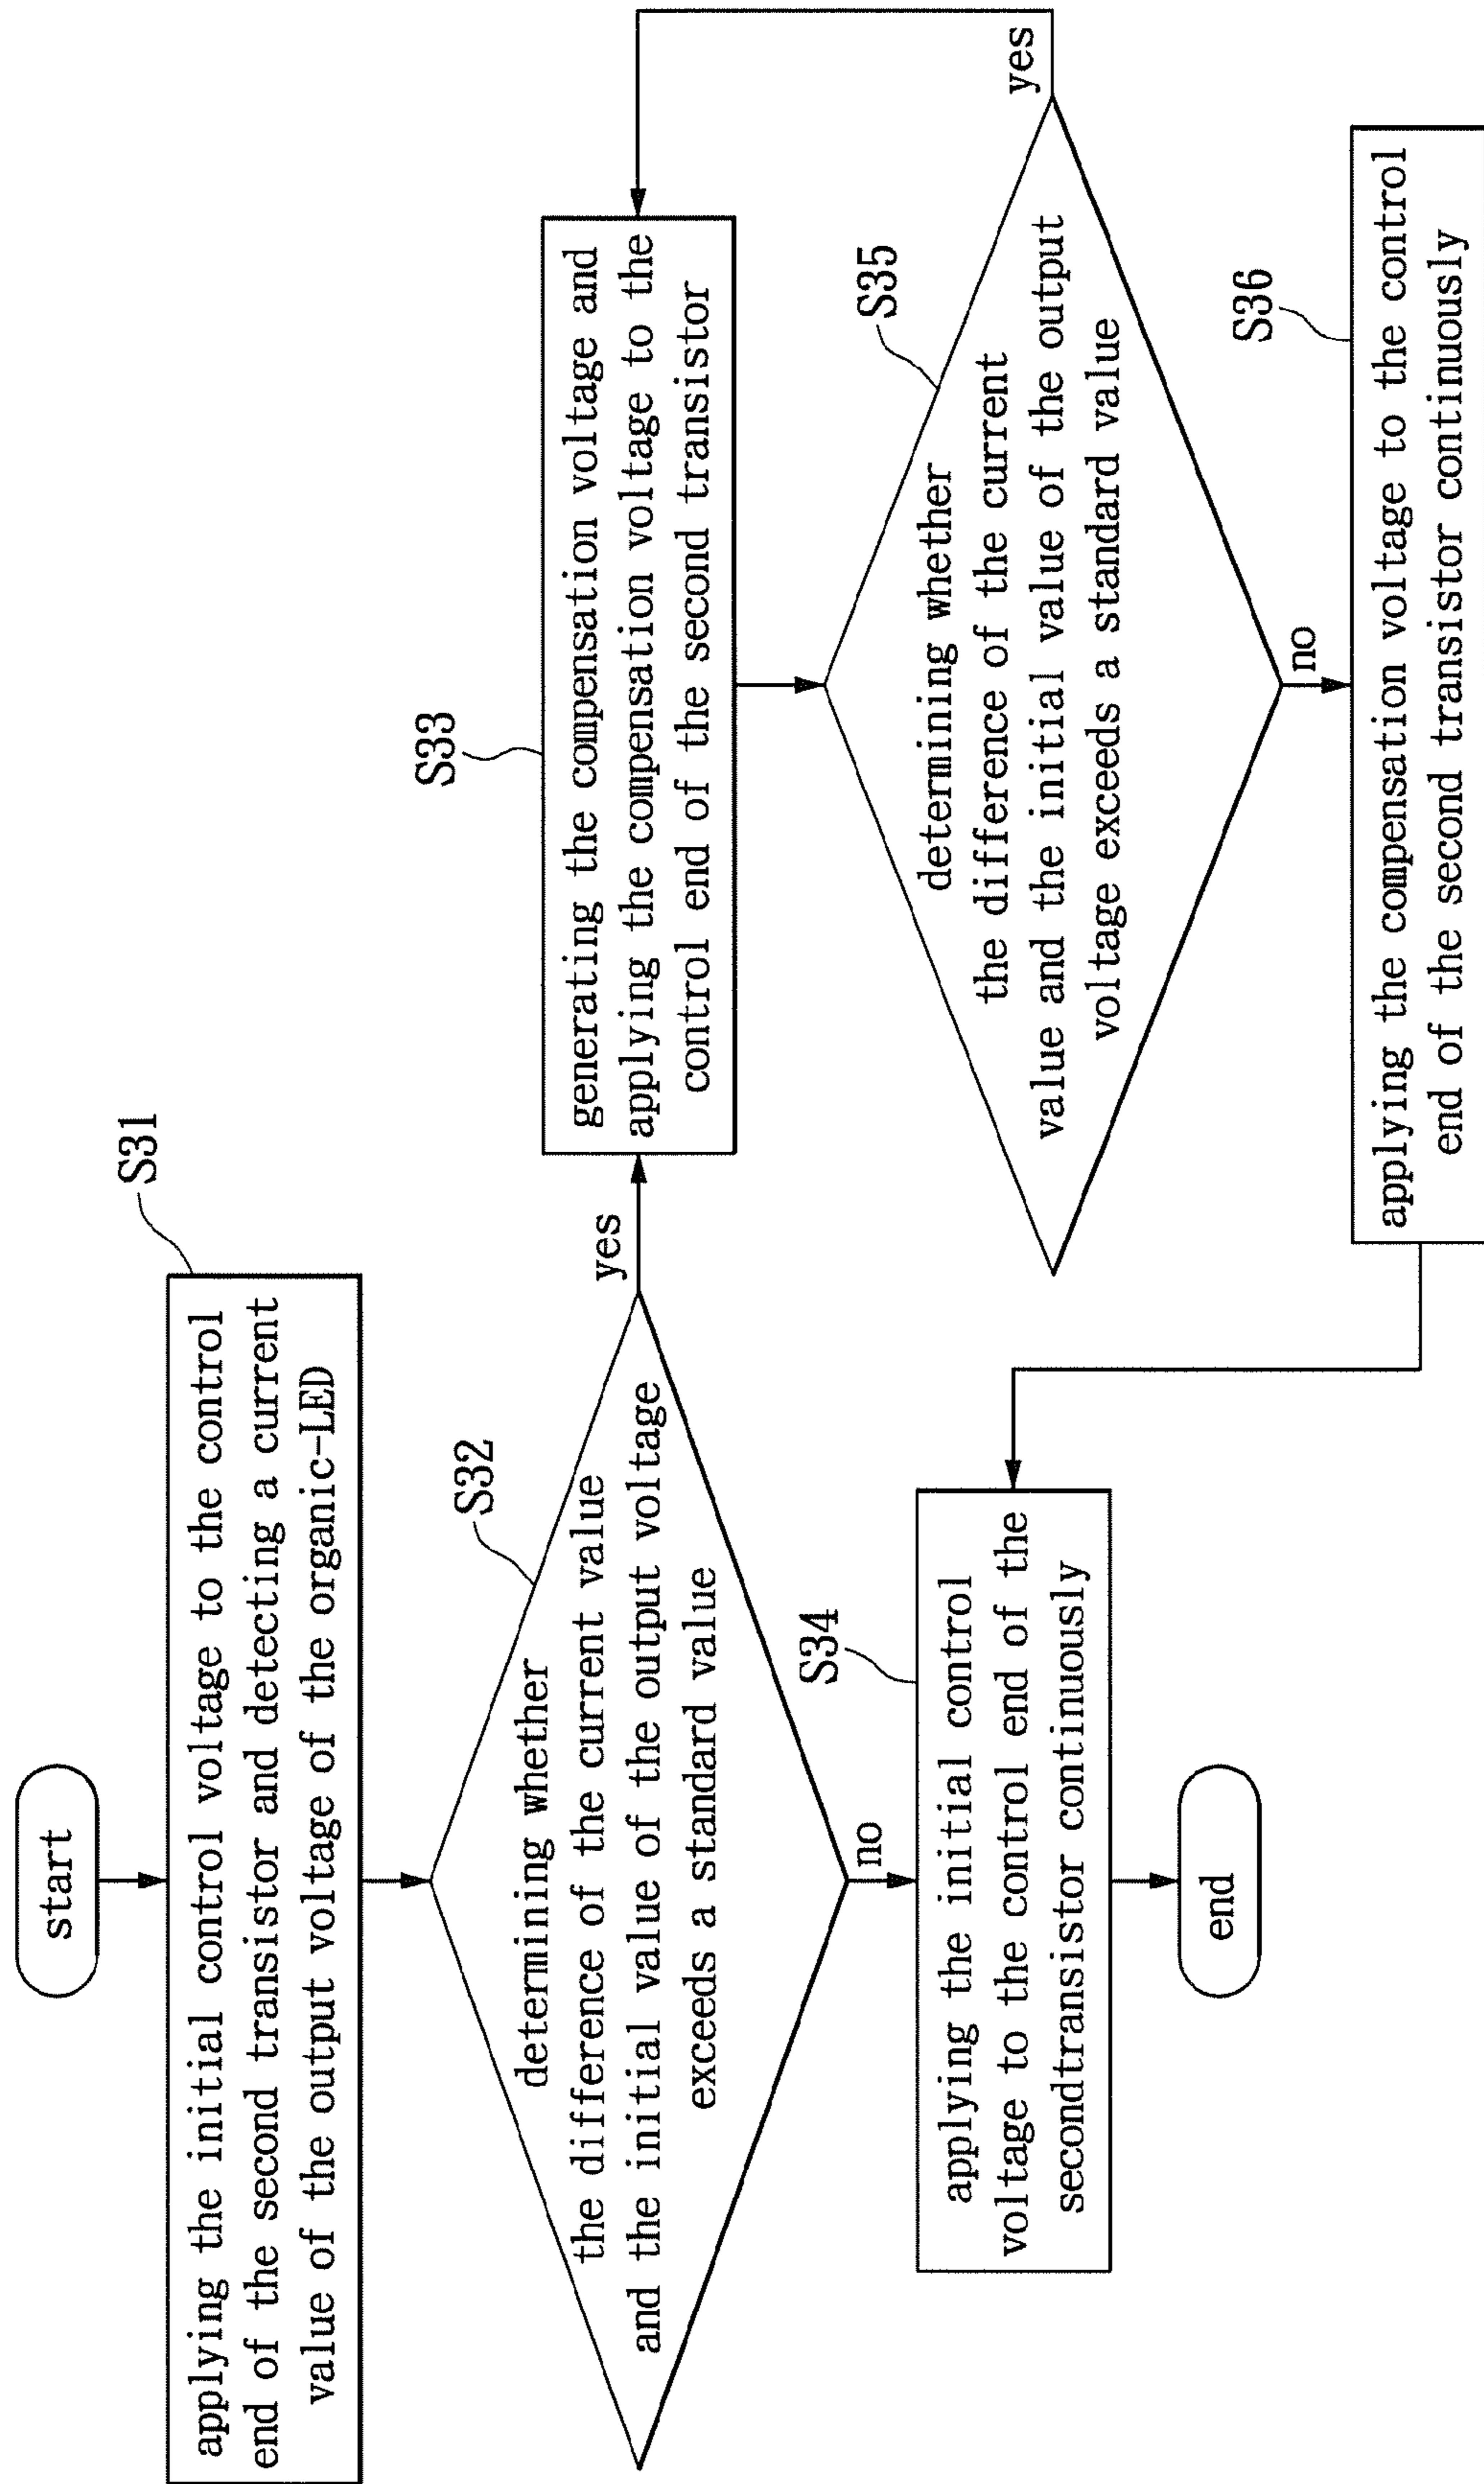 start
S31
applying the initial control voltage to the control
end of the second transistor and detecting a current
value of the output voltage of the organic-LED
S32
determining whether
the difference of the current value
and the initial value of the output voltage
exceeds a standard value
yes
no
S33
generating the compensation voltage and
applying the compensation voltage to the
control end of the second transistor
S34
applying the initial control
voltage to the control end of the
secondtransistor continuously
end
S35
determining whether
the difference of the current
value and the initial value of the output
voltage exceeds a standard value
yes
no
S36
applying the compensation voltage to the control
end of the second transistor continuously